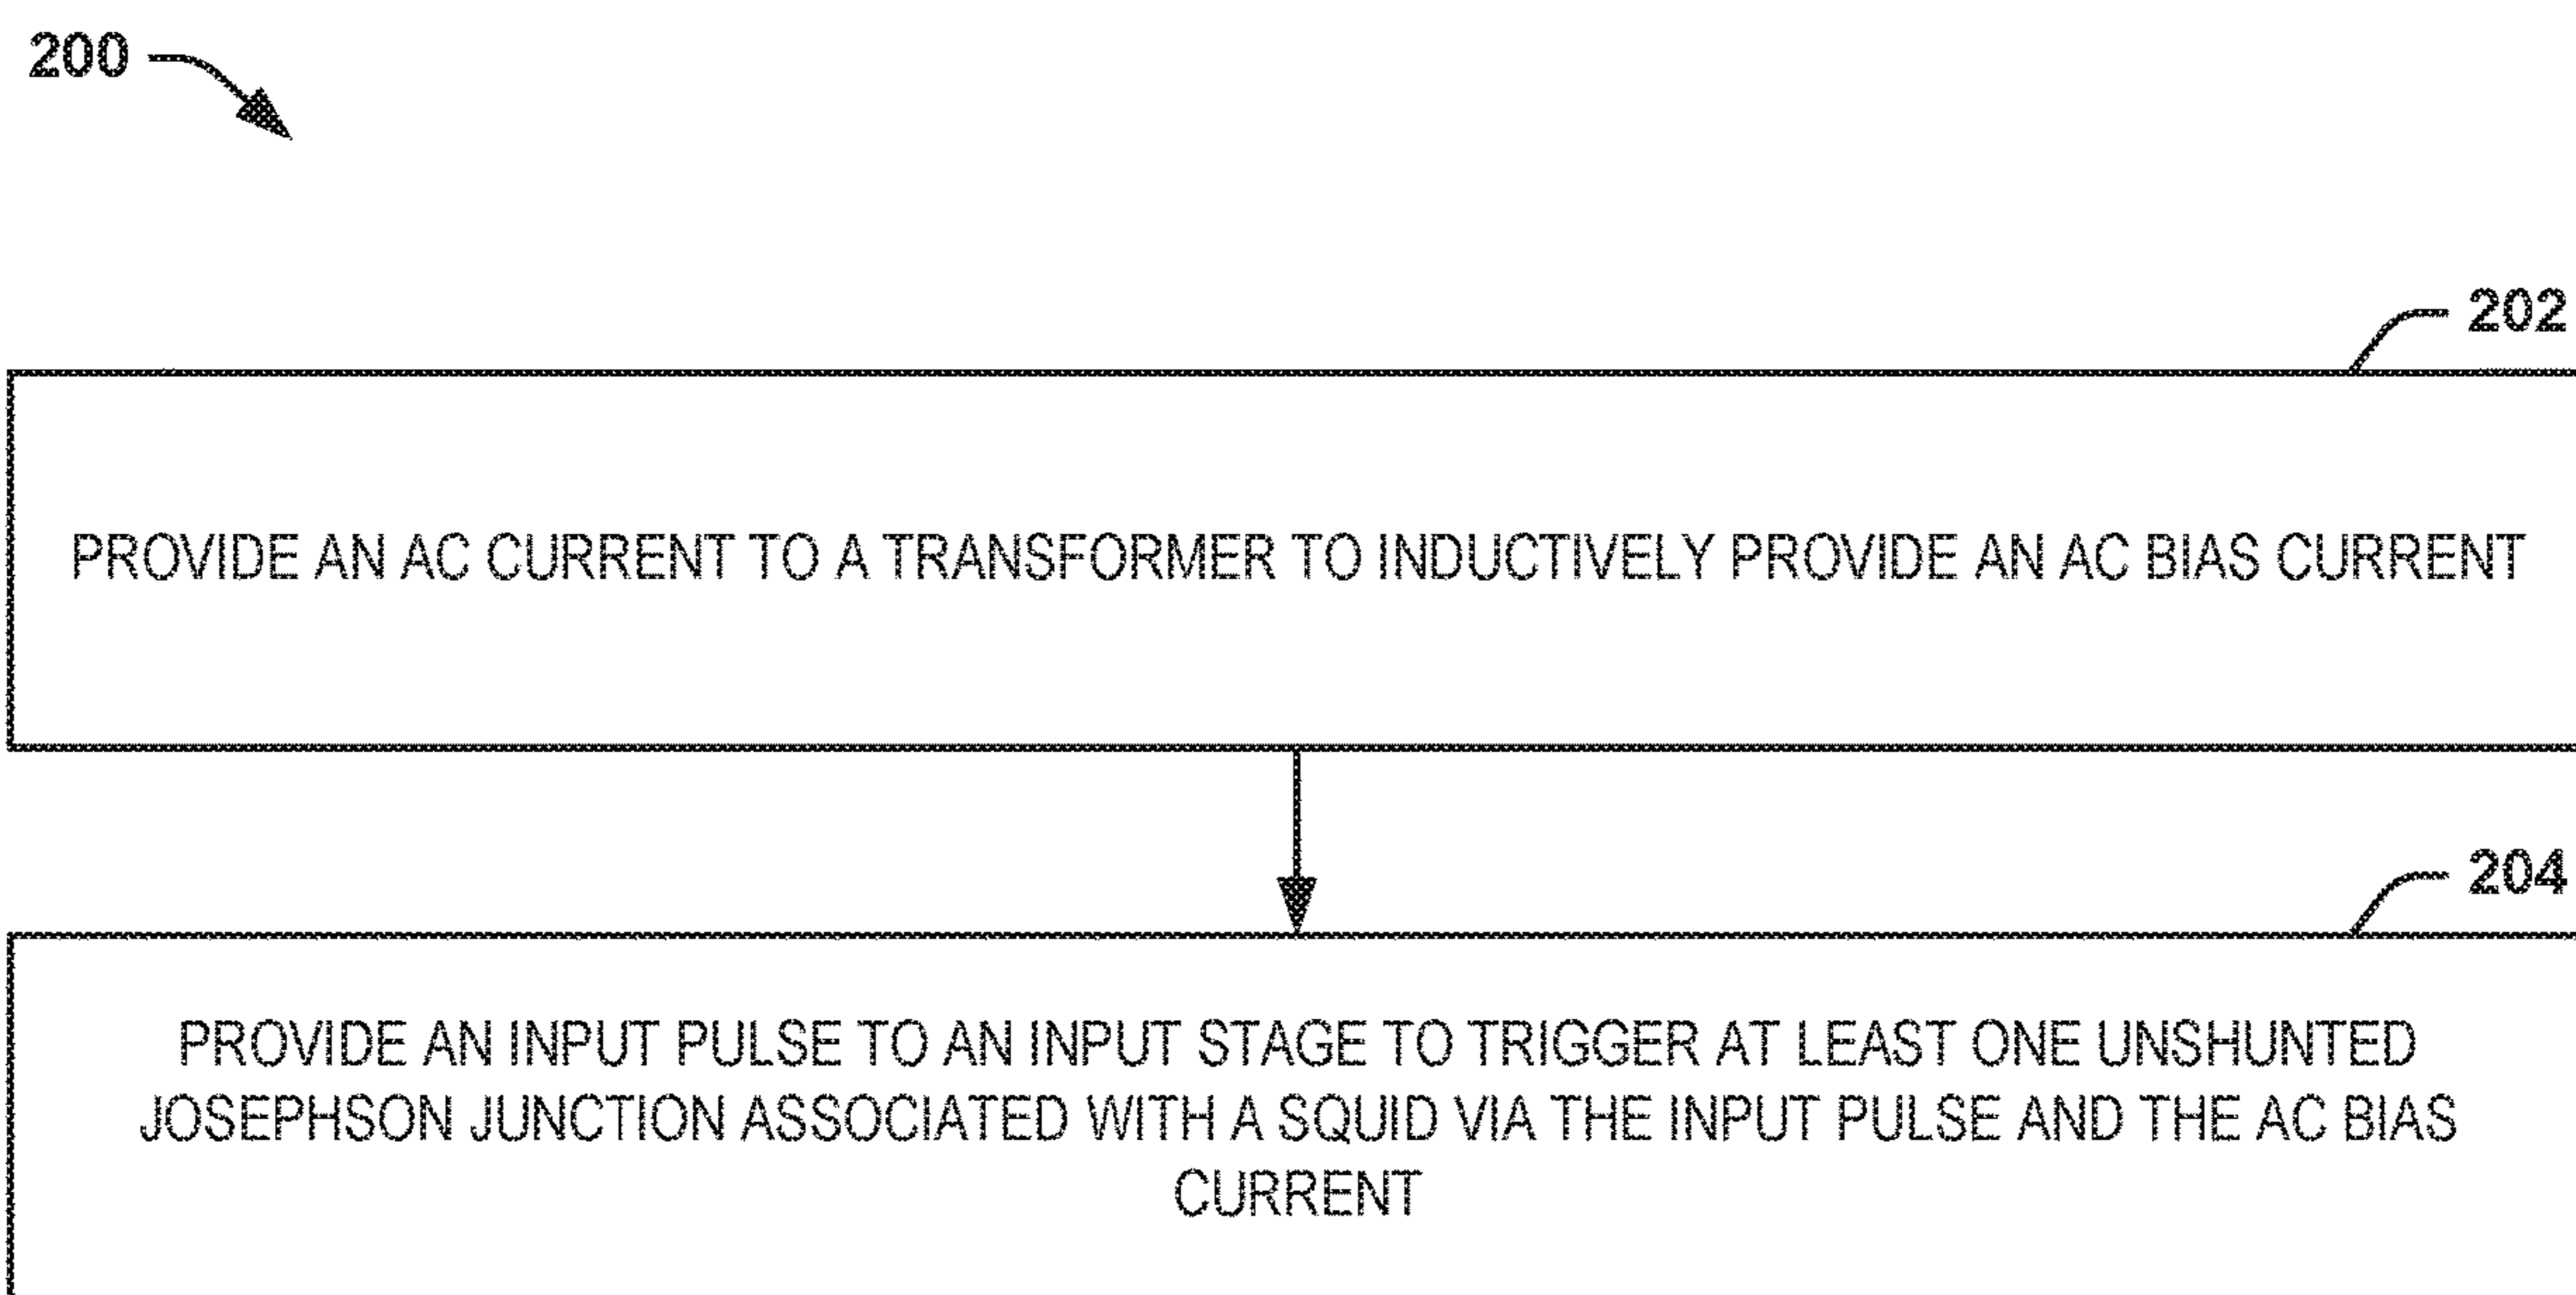 200
202
PROVIDE AN AC CURRENT TO A TRANSFORMER TO INDUCTIVELY PROVIDE AN AC BIAS CURRENT
204
PROVIDE AN INPUT PULSE TO AN INPUT STAGE TO TRIGGER AT LEAST ONE UNSHUNTED
JOSEPHSON JUNCTION ASSOCIATED WITH A SQUID VIA THE INPUT PULSE AND THE AC BIAS
CURRENT